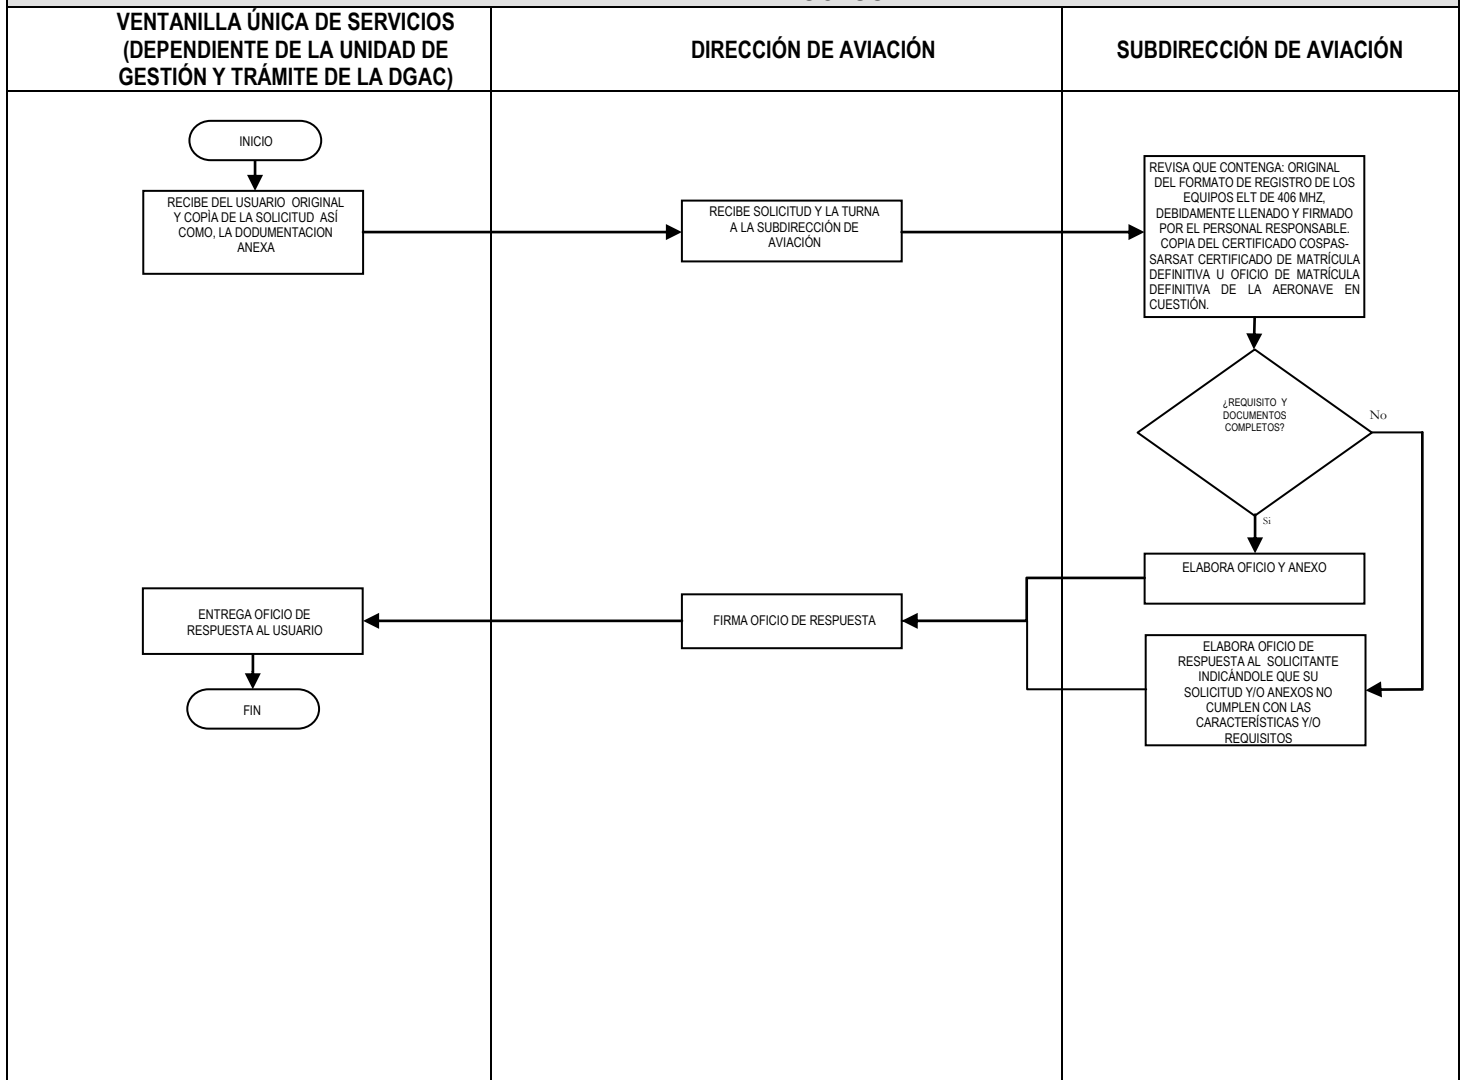 VENTANILLA ÚNICA DE SERVICIOS
(DEPENDIENTE DE LA UNIDAD DE
GESTIÓN Y TRÁMITE DE LA DGAC)
DIRECCIÓN DE AVIACIÓN
SUBDIRECCIÓN DE AVIACIÓN
INICIO
RECIBE DEL USUARIO ORIGINAL
Y COPÌA DE LA SOLICITUD ASÍ
COMO, LA DODUMENTACION
ANEXA
RECIBE SOLICITUD Y LA TURNA
A LA SUBDIRECCIÓN DE
AVIACIÓN
REVISA QUE CONTENGA: ORIGINAL
DEL FORMATO DE REGISTRO DE LOS
EQUIPOS ELT DE 406 MHZ,
DEBIDAMENTE LLENADO Y FIRMADO
POR EL PERSONAL RESPONSABLE.
COPIA DEL CERTIFICADO COSPAS-
SARSAT CERTIFICADO DE MATRÍCULA
DEFINITIVA U OFICIO DE MATRÍCULA
DEFINITIVA DE LA AERONAVE EN
CUESTIÓN.
¿REQUISITO Y
DOCUMENTOS
COMPLETOS?
No
Si
ELABORA OFICIO Y ANEXO
ENTREGA OFICIO DE
RESPUESTA AL USUARIO
FIRMA OFICIO DE RESPUESTA
ELABORA OFICIO DE
RESPUESTA AL SOLICITANTE
INDICÁNDOLE QUE SU
SOLICITUD Y/O ANEXOS NO
CUMPLEN CON LAS
CARACTERÍSTICAS Y/O
REQUISITOS
FIN